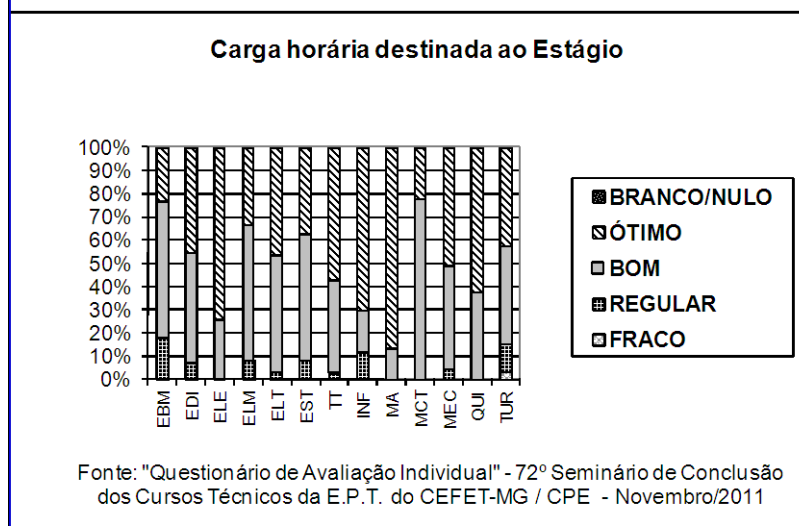 Carga horária destinada ao Estágio
100%
90%
80%
70%
60%
50%
40%
30%
20%
10%
0%
EBM
EDI
ELE
ELM
ELT
EST
TT
INF
MA
MCT
MEC
QUI
TUR
BRANCO/NULO
ÓTIMO
BOM
REGULAR
FRACO
Fonte: "Questionário de Avaliação Individual" - 72º Seminário de Conclusão
dos Cursos Técnicos da E.P.T. do CEFET-MG / CPE - Novembro/2011